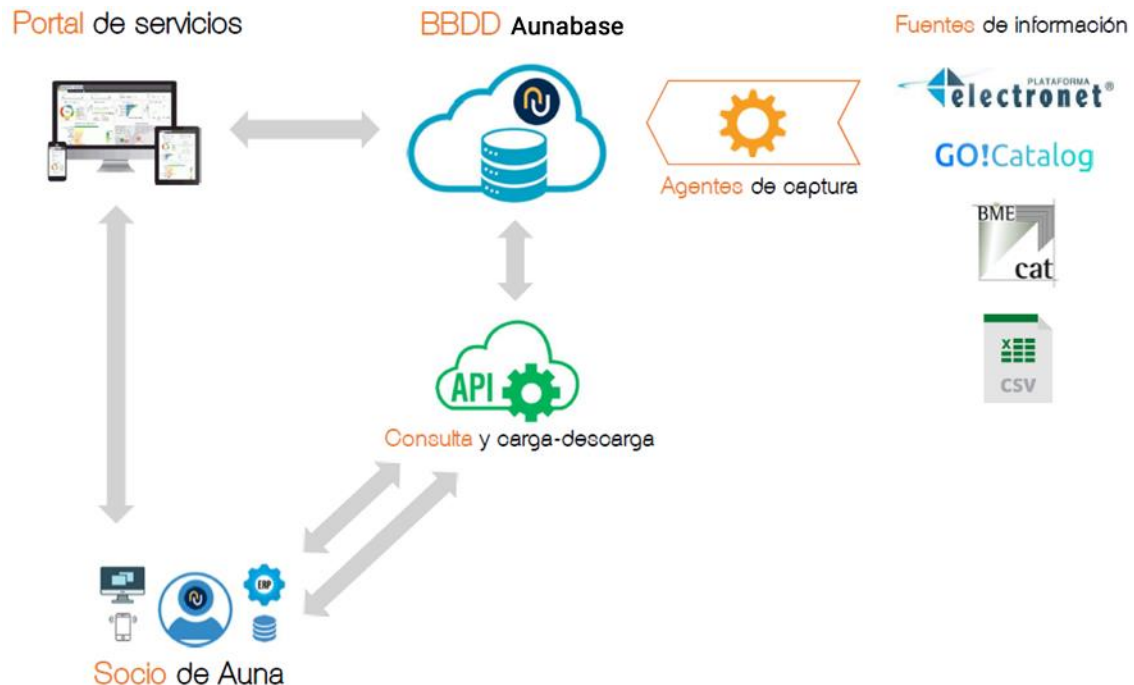 Portal de servicios
BBDD Aunabase
Fuentes de información
PLATAFORMA
electronet®
GO!Catalog
Agentes de captura
BME
cat
API
CSV
Consulta y carga-descarga
ERP
Socio de Auna